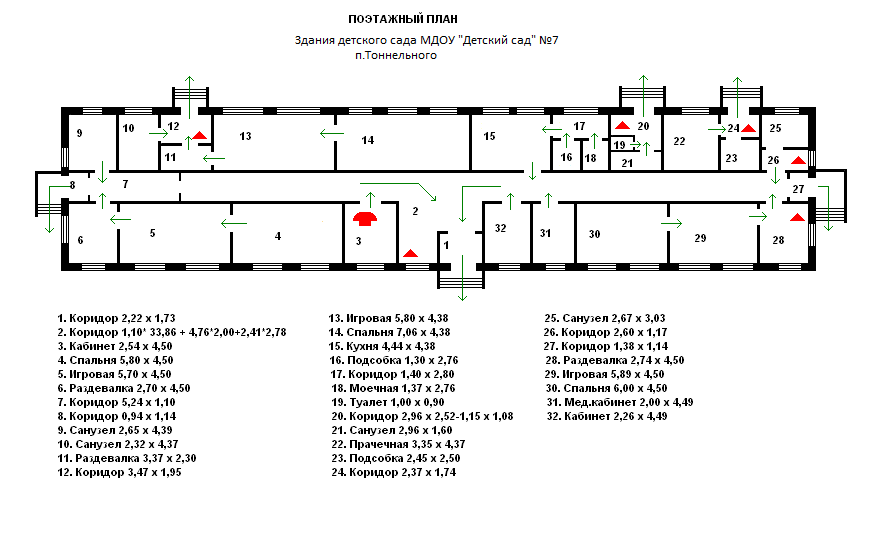 ПОЭТАЖНЫЙ ПЛАН
Здания детского сада МДОУ "Детский сад" №7
п.Тоннельного
9
10
12
13
14
15
17
20
22
24
25
11
16
18
19
21
23
26
8
7
27
6
5
4
3
2
1
32
31
30
29
28
1. Коридор 2,22 x 1,73
2. Коридор 1,10* 33,86 + 4,76*2,00+2,41*2,78
3. Кабинет 2,54 x 4,50
4. Спальня 5,80 x 4,50
5. Игровая 5,70 x 4,50
6. Раздевалка 2,70 x 4,50
7. Коридор 5,24 x 1,10
8. Коридор 0,94 x 1,14
9. Санузел 2,65 x 4,39
10. Санузел 2,32 x 4,37
11. Раздевалка 3,37 x 2,30
12. Коридор 3,47 x 1,95
13. Игровая 5,80 x 4,38
14. Спальня 7,06 x 4,38
15. Кухня 4,44 x 4,38
16. Подсобка 1,30 x 2,76
17. Коридор 1,40 x 2,80
18. Моечная 1,37 x 2,76
19. Туалет 1,00 x 0,90
20. Коридор 2,96 x 2,52-1,15 x 1,08
21. Санузел 2,96 x 1,60
22. Прачечная 3,35 x 4,37
23. Подсобка 2,45 x 2,50
24. Коридор 2,37 x 1,74
25. Санузел 2,67 x 3,03
26. Коридор 2,60 x 1,17
27. Коридор 1,38 x 1,14
28. Раздевалка 2,74 x 4,50
29. Игровая 5,89 x 4,50
30. Спальня 6,00 x 4,50
31. Мед.кабинет 2,00 x 4,49
32. Кабинет 2,26 x 4,49